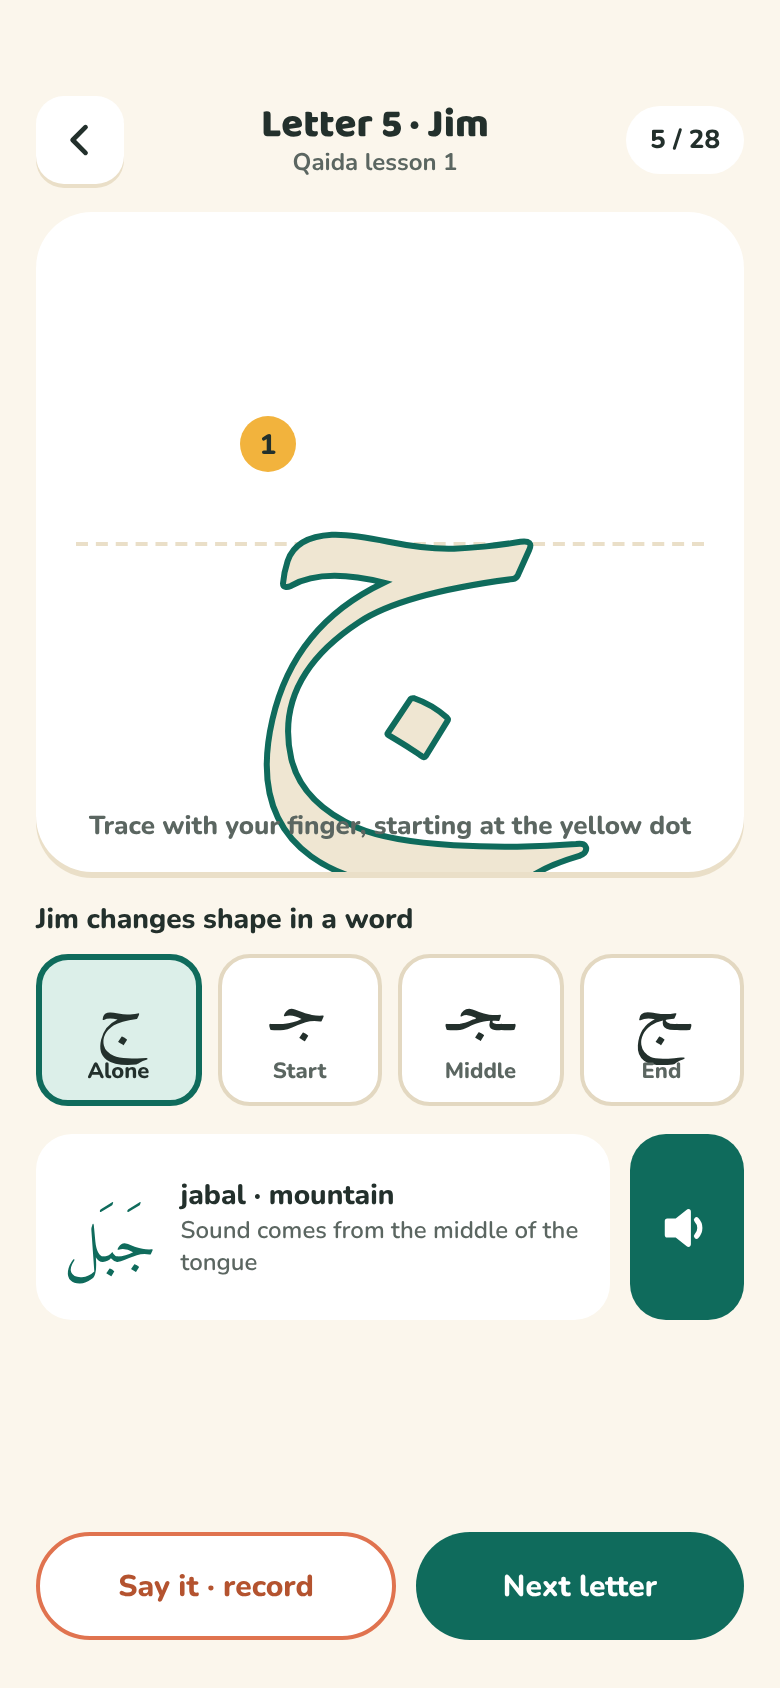 Letter 5 · Jim
Qaida lesson 1
5 / 28
1
ج
Trace with your finger, starting at the yellow dot
Jim changes shape in a word
ج
Alone
جـ
Start
ـجـ
Middle
ـج
End
جَبَل
jabal · mountain
Sound comes from the middle of the
tongue
Say it · record
Next letter